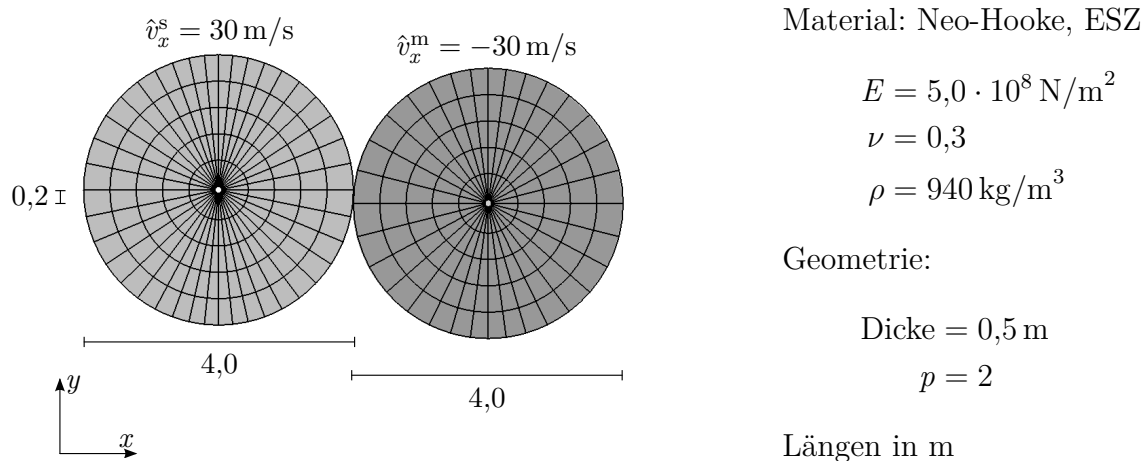 v̂ₓˢ = 30 m/s
v̂ₓᵐ = −30 m/s
0,2
4,0
4,0
y
x
Material: Neo-Hooke, ESZ
E = 5,0 · 10⁸ N/m²
ν = 0,3
ρ = 940 kg/m³
Geometrie:
Dicke = 0,5 m
p = 2
Längen in m